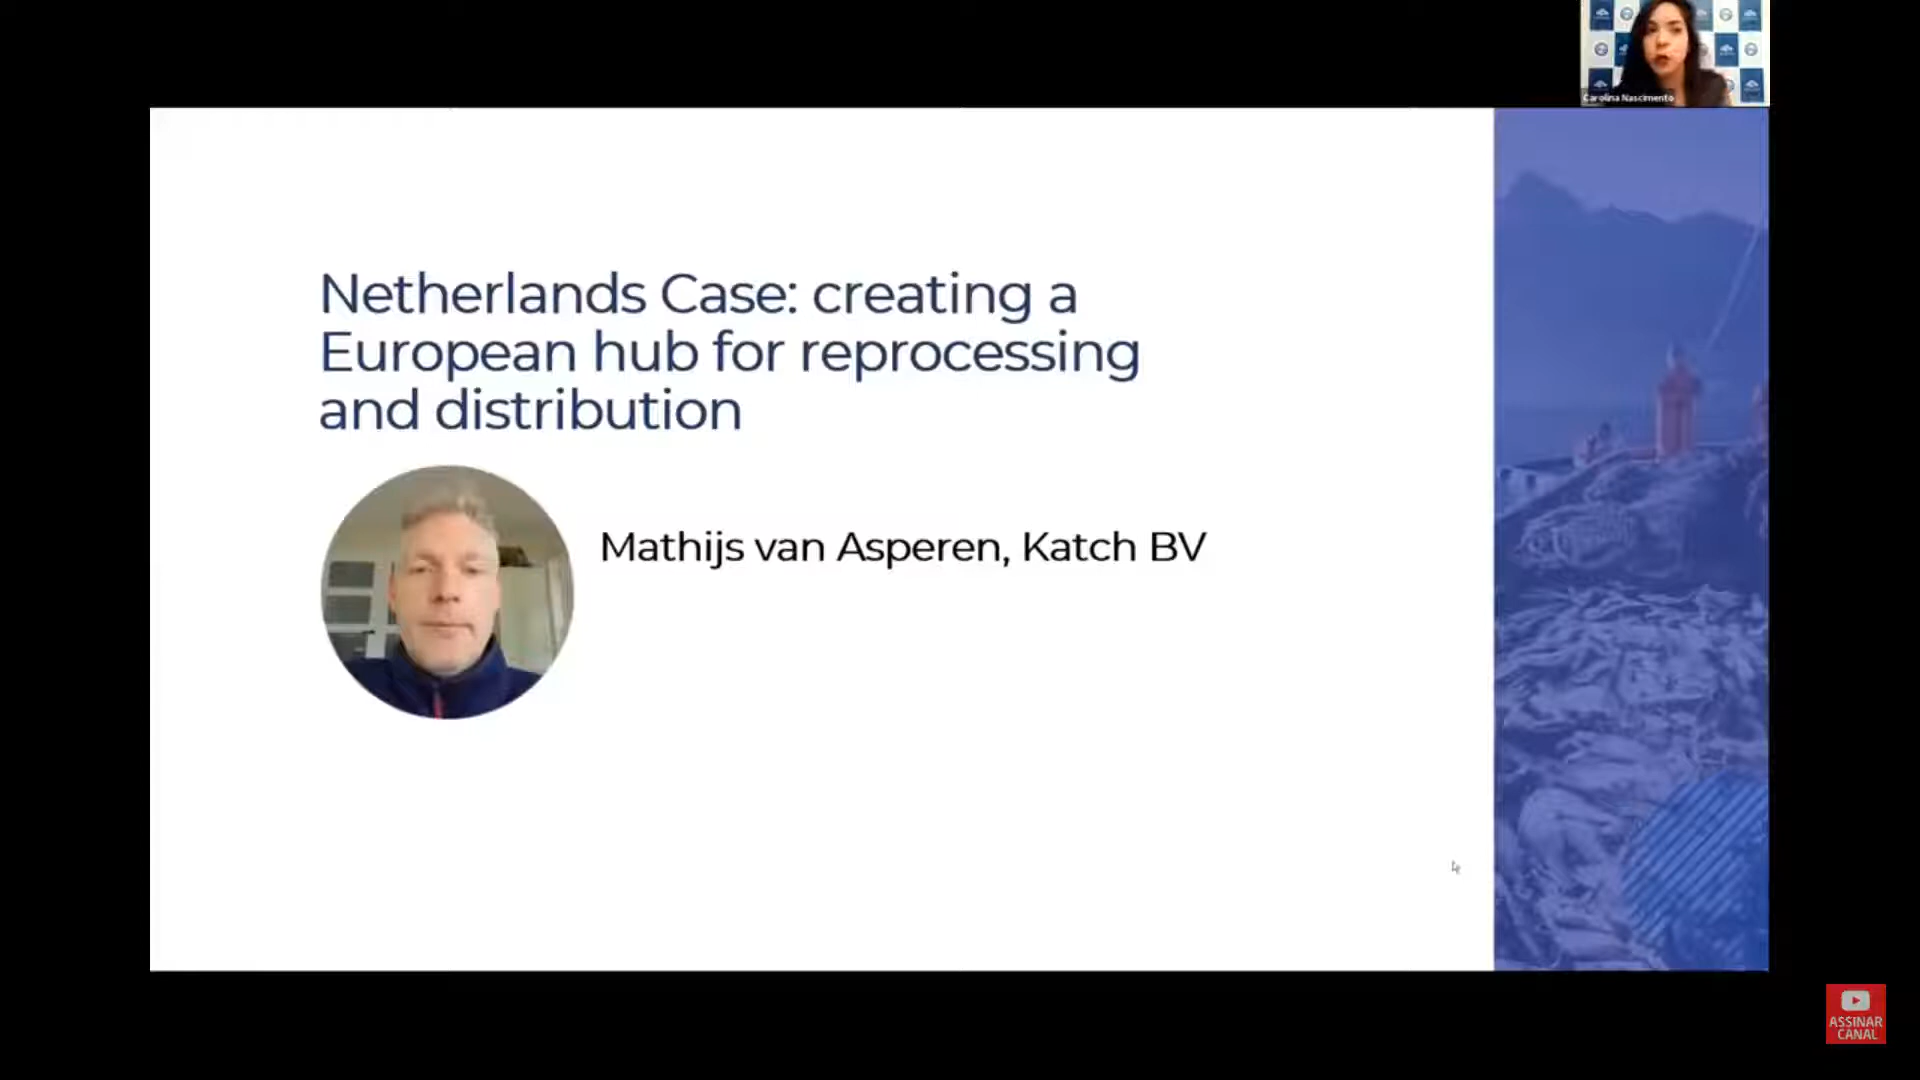 Carolina Nascimento
Netherlands Case: creating a
European hub for reprocessing
and distribution
Mathijs van Asperen, Katch BV
ASSINAR
CANAL